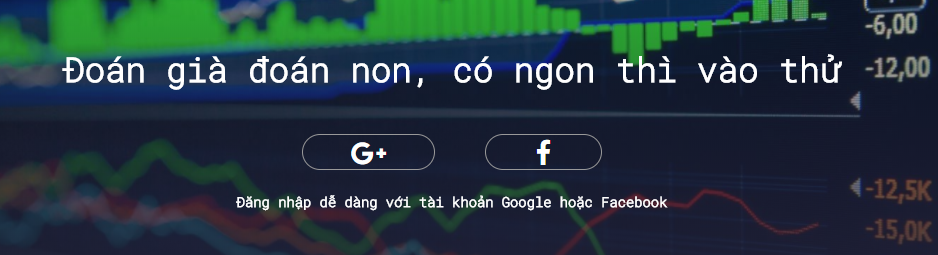 -6,00
Đoán già đoán non, có ngon thì vào thử
-12,00
G+
f
-12,5K
Đăng nhập dễ dàng với tài khoản Google hoặc Facebook
-15,0K